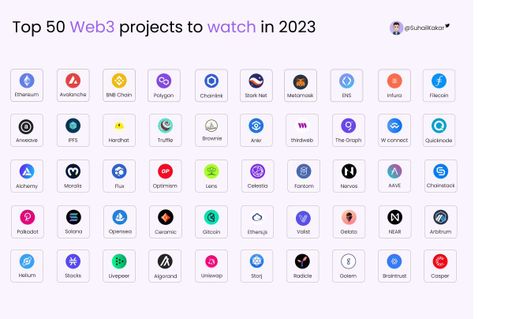 Top 50 Web3 projects to watch in 2023
@SuhailKakar
Ethereum Avalanche BNB Chain Polygon Chainlink Stark Net Metamask ENS Infura Filecoin
Arweave IPFS Hardhat Truffle Brownie Ankr thirdweb The Graph W connect Quicknode
Alchemy Moralis Flux Optimism Lens Celestia Fantom Nervos AAVE Chainstack
Polkadot Solana Opensea Ceramic Gitcoin Ethers.js Valist Gelato NEAR Arbitrum
Helium Stacks Livepeer Algorand Uniswap Storj Radicle Golem Braintrust Casper